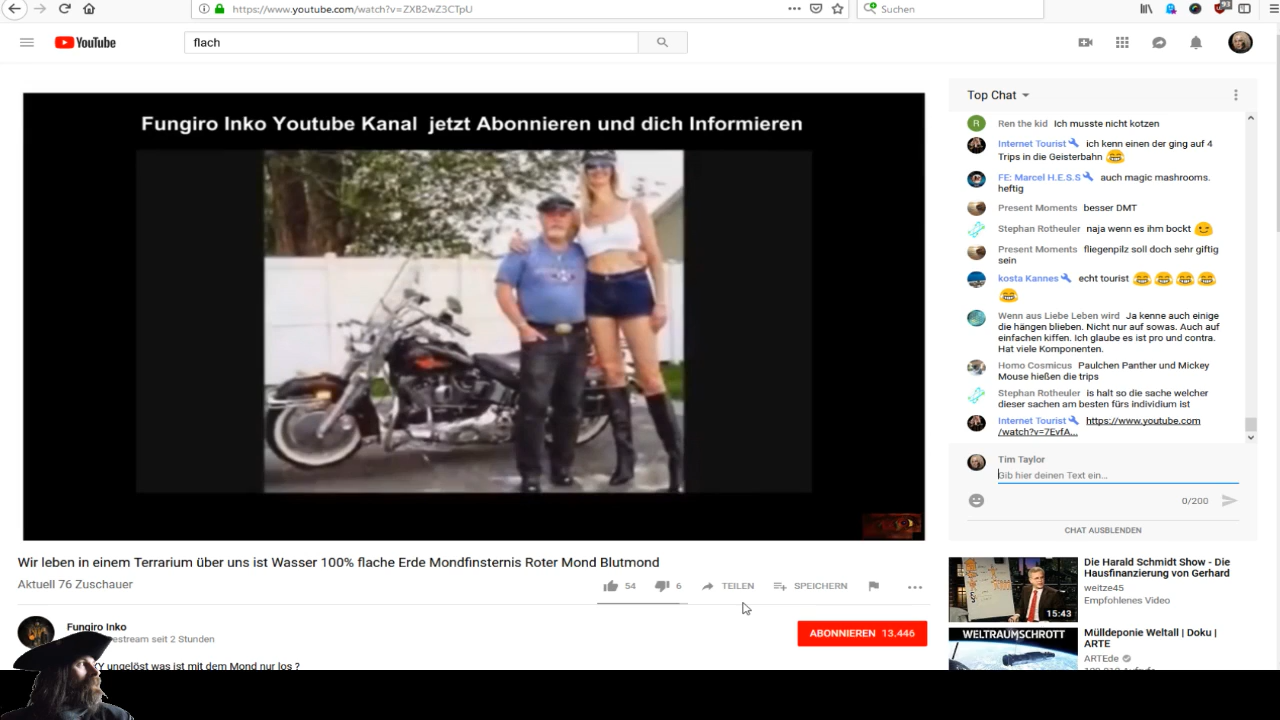 https://www.youtube.com/watch?v=ZXB2wZ3CTpU
Suchen
93
YouTube
flach
Fungiro Inko Youtube Kanal jetzt Abonnieren und dich Informieren
Wir leben in einem Terrarium über uns ist Wasser 100% flache Erde Mondfinsternis Roter Mond Blutmond
Aktuell 76 Zuschauer
54
6
TEILEN
SPEICHERN
Fungiro Inko
estream seit 2 Stunden
ABONNIEREN 13.446
Y ungelöst was ist mit dem Mond nur los ?
Top Chat
R
Ren the kid Ich musste nicht kotzen
Internet Tourist ich kenn einen der ging auf 4
Trips in die Geisterbahn 😂
FE: Marcel H.E.S.S auch magic mashrooms.
heftig
Present Moments besser DMT
Stephan Rotheuler naja wenn es ihm bockt 😉
Present Moments fliegenpilz soll doch sehr giftig
sein
kosta Kannes echt tourist 😂😂😂😂
😂
Wenn aus Liebe Leben wird Ja kenne auch einige
die hängen blieben. Nicht nur auf sowas. Auch auf
einfachen kiffen. Ich glaube es ist pro und contra.
Hat viele Komponenten.
Homo Cosmicus Paulchen Panther und Mickey
Mouse hießen die trips
Stephan Rotheuler is halt so die sache welcher
dieser sachen am besten fürs individium ist
Internet Tourist https://www.youtube.com
/watch?v=7EvfA...
Tim Taylor
Gib hier deinen Text ein...
0/200
CHAT AUSBLENDEN
15:43
Die Harald Schmidt Show - Die
Hausfinanzierung von Gerhard
weitze45
Empfohlenes Video
WELTRAUMSCHROTT
Mülldeponie Weltall | Doku |
ARTE
ARTEde